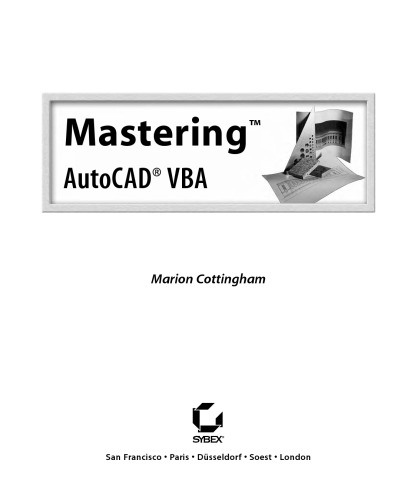 Mastering™
AutoCAD® VBA
Marion Cottingham
SYBEX®
San Francisco • Paris • Düsseldorf • Soest • London